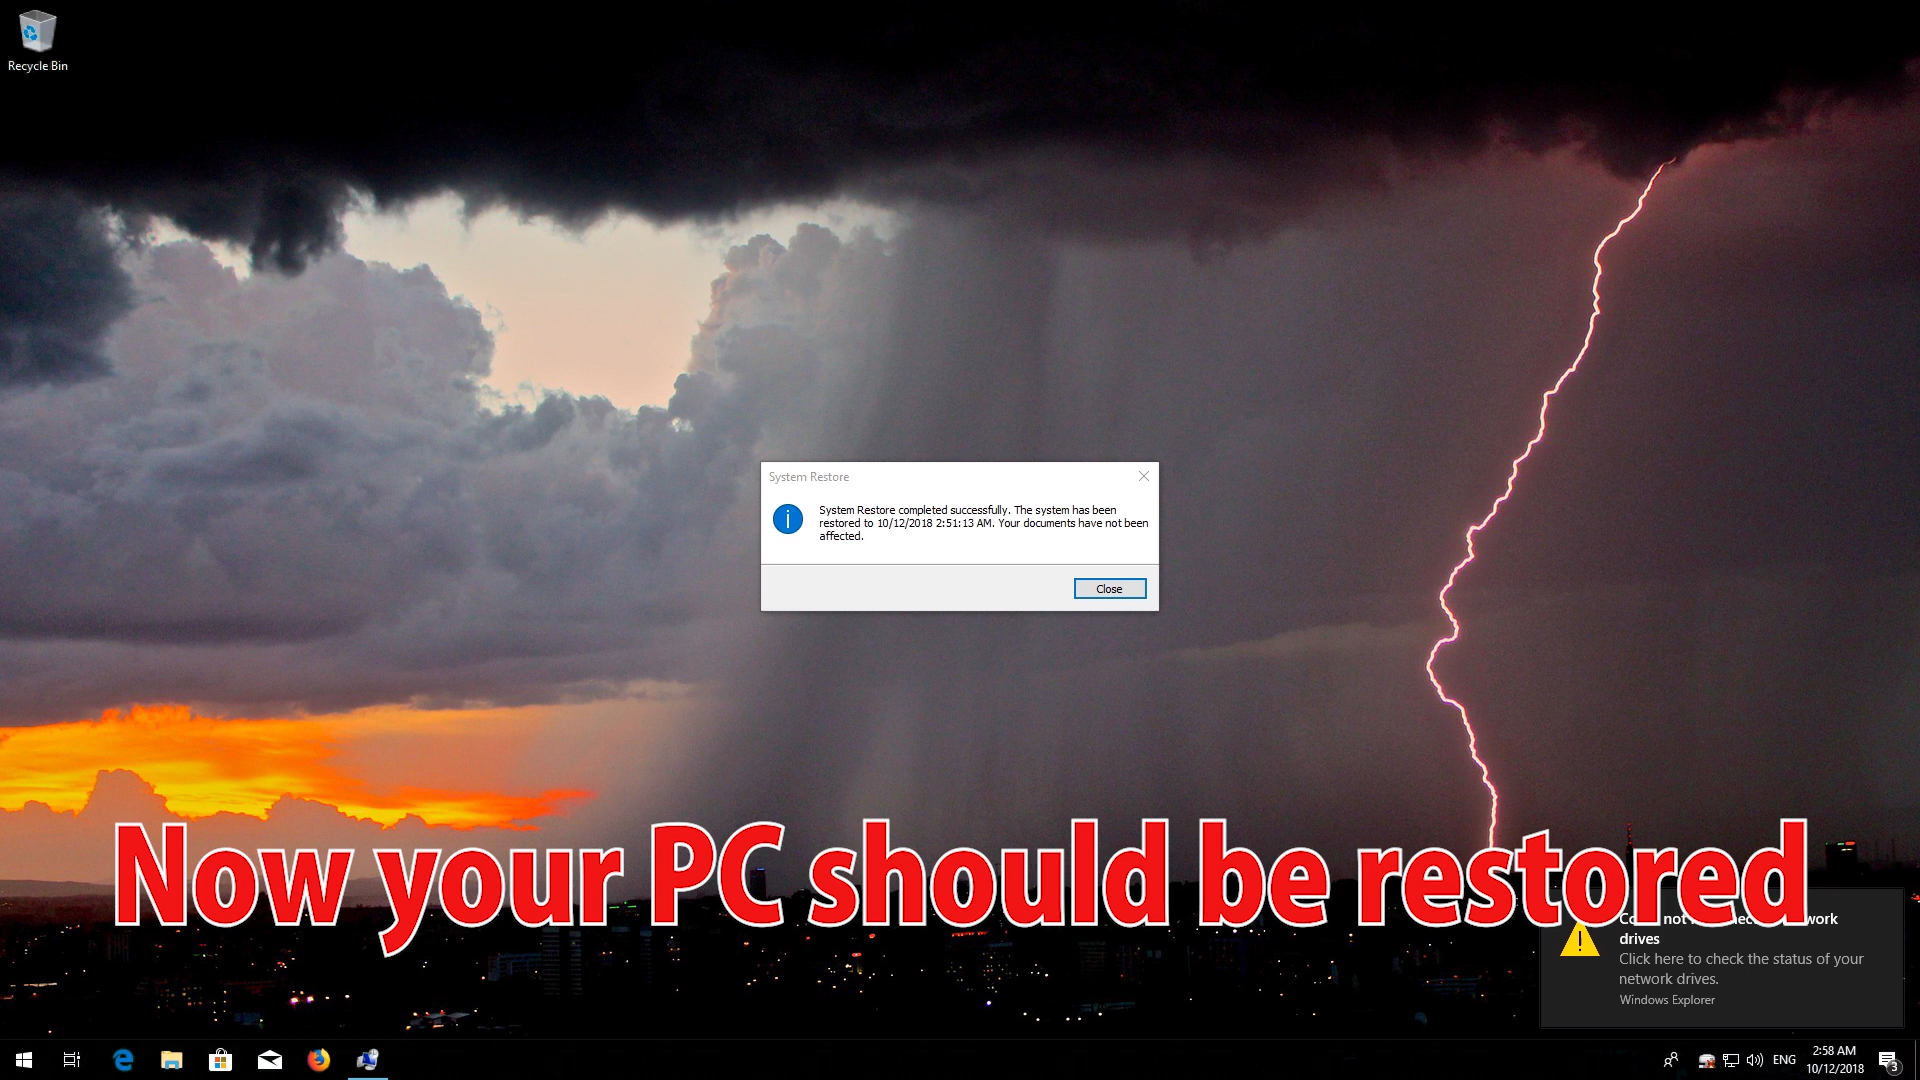 Recycle Bin
System Restore
System Restore completed successfully. The system has been
restored to 10/12/2018 2:51:13 AM. Your documents have not been
affected.
Close
Now your PC should be restored
drives
Click here to check the status of your
network drives.
Windows Explorer
ENG
2:58 AM
10/12/2018
3